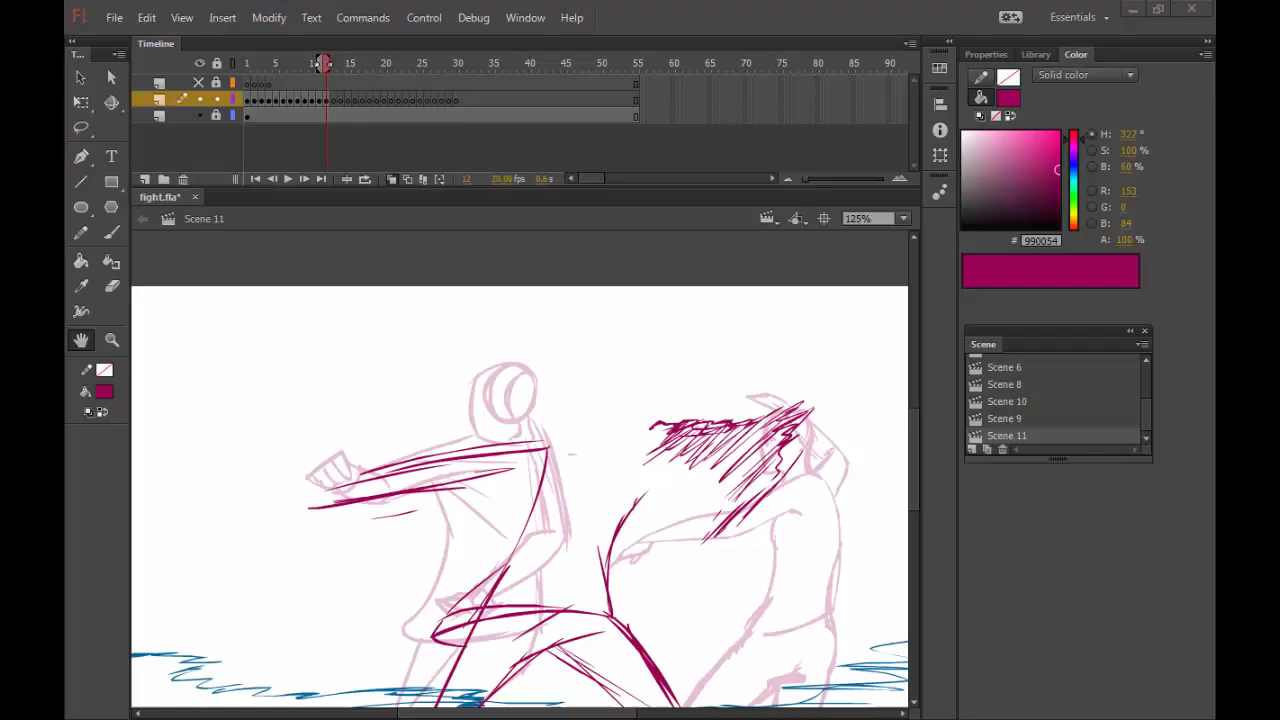 Fl File Edit View Insert Modify Text Commands Control Debug Window Help Essentials
T... Timeline Properties Library Color
1 5 15 20 25 30 35 40 45 50 55 60 65 70 75 80 85 90
Solid color
H: 327 °
S: 100 %
B: 60 %
12 20.00 fps 0.6 s
R: 153
fight.fla* ×
G: 0
Scene 11 125%
B: 84
# 990054 A: 100 %
Scene
Scene 6
Scene 8
Scene 10
Scene 9
Scene 11